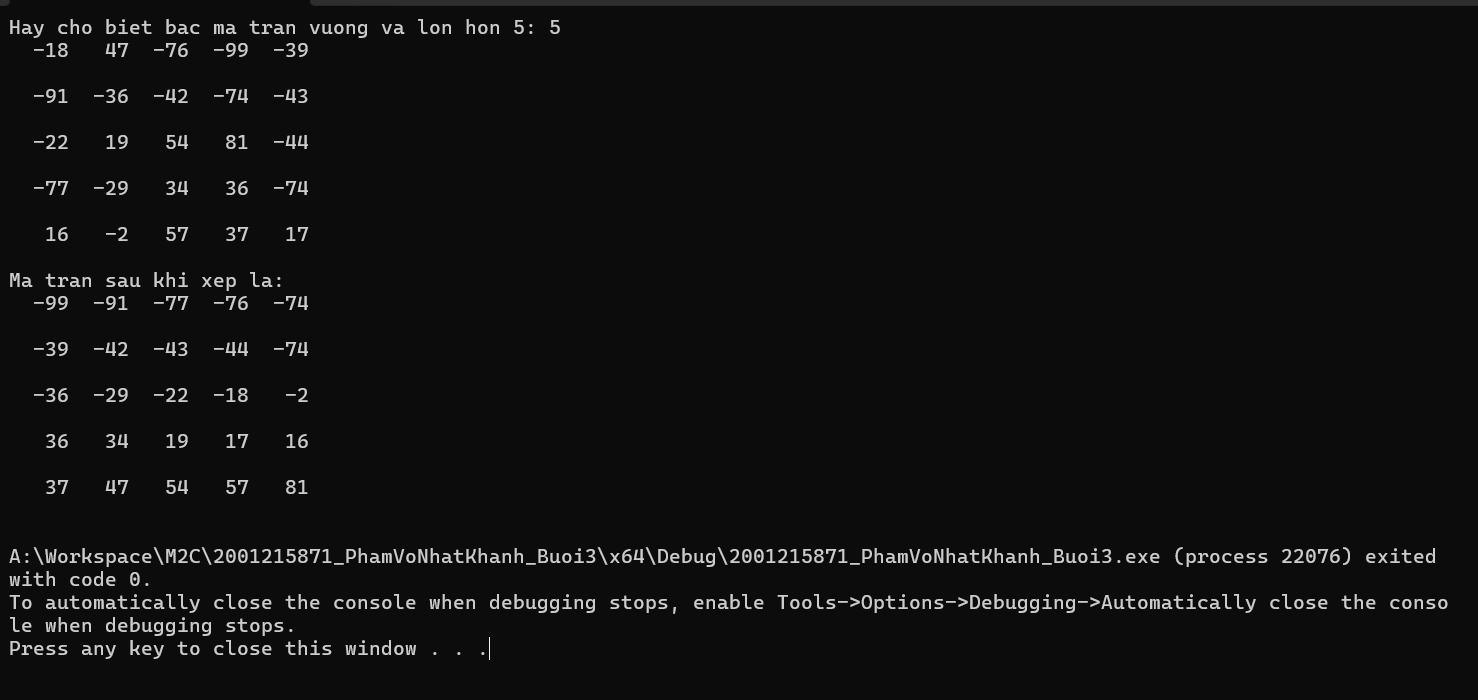 Hay cho biet bac ma tran vuong va lon hon 5: 5
-18 47 -76 -99 -39
-91 -36 -42 -74 -43
-22 19 54 81 -44
-77 -29 34 36 -74
16 -2 57 37 17
Ma tran sau khi xep la:
-99 -91 -77 -76 -74
-39 -42 -43 -44 -74
-36 -29 -22 -18 -2
36 34 19 17 16
37 47 54 57 81
A:\Workspace\M2C\2001215871_PhamVoNhatKhanh_Buoi3\x64\Debug\2001215871_PhamVoNhatKhanh_Buoi3.exe (process 22076) exited
with code 0.
To automatically close the console when debugging stops, enable Tools->Options->Debugging->Automatically close the conso
le when debugging stops.
Press any key to close this window . . .